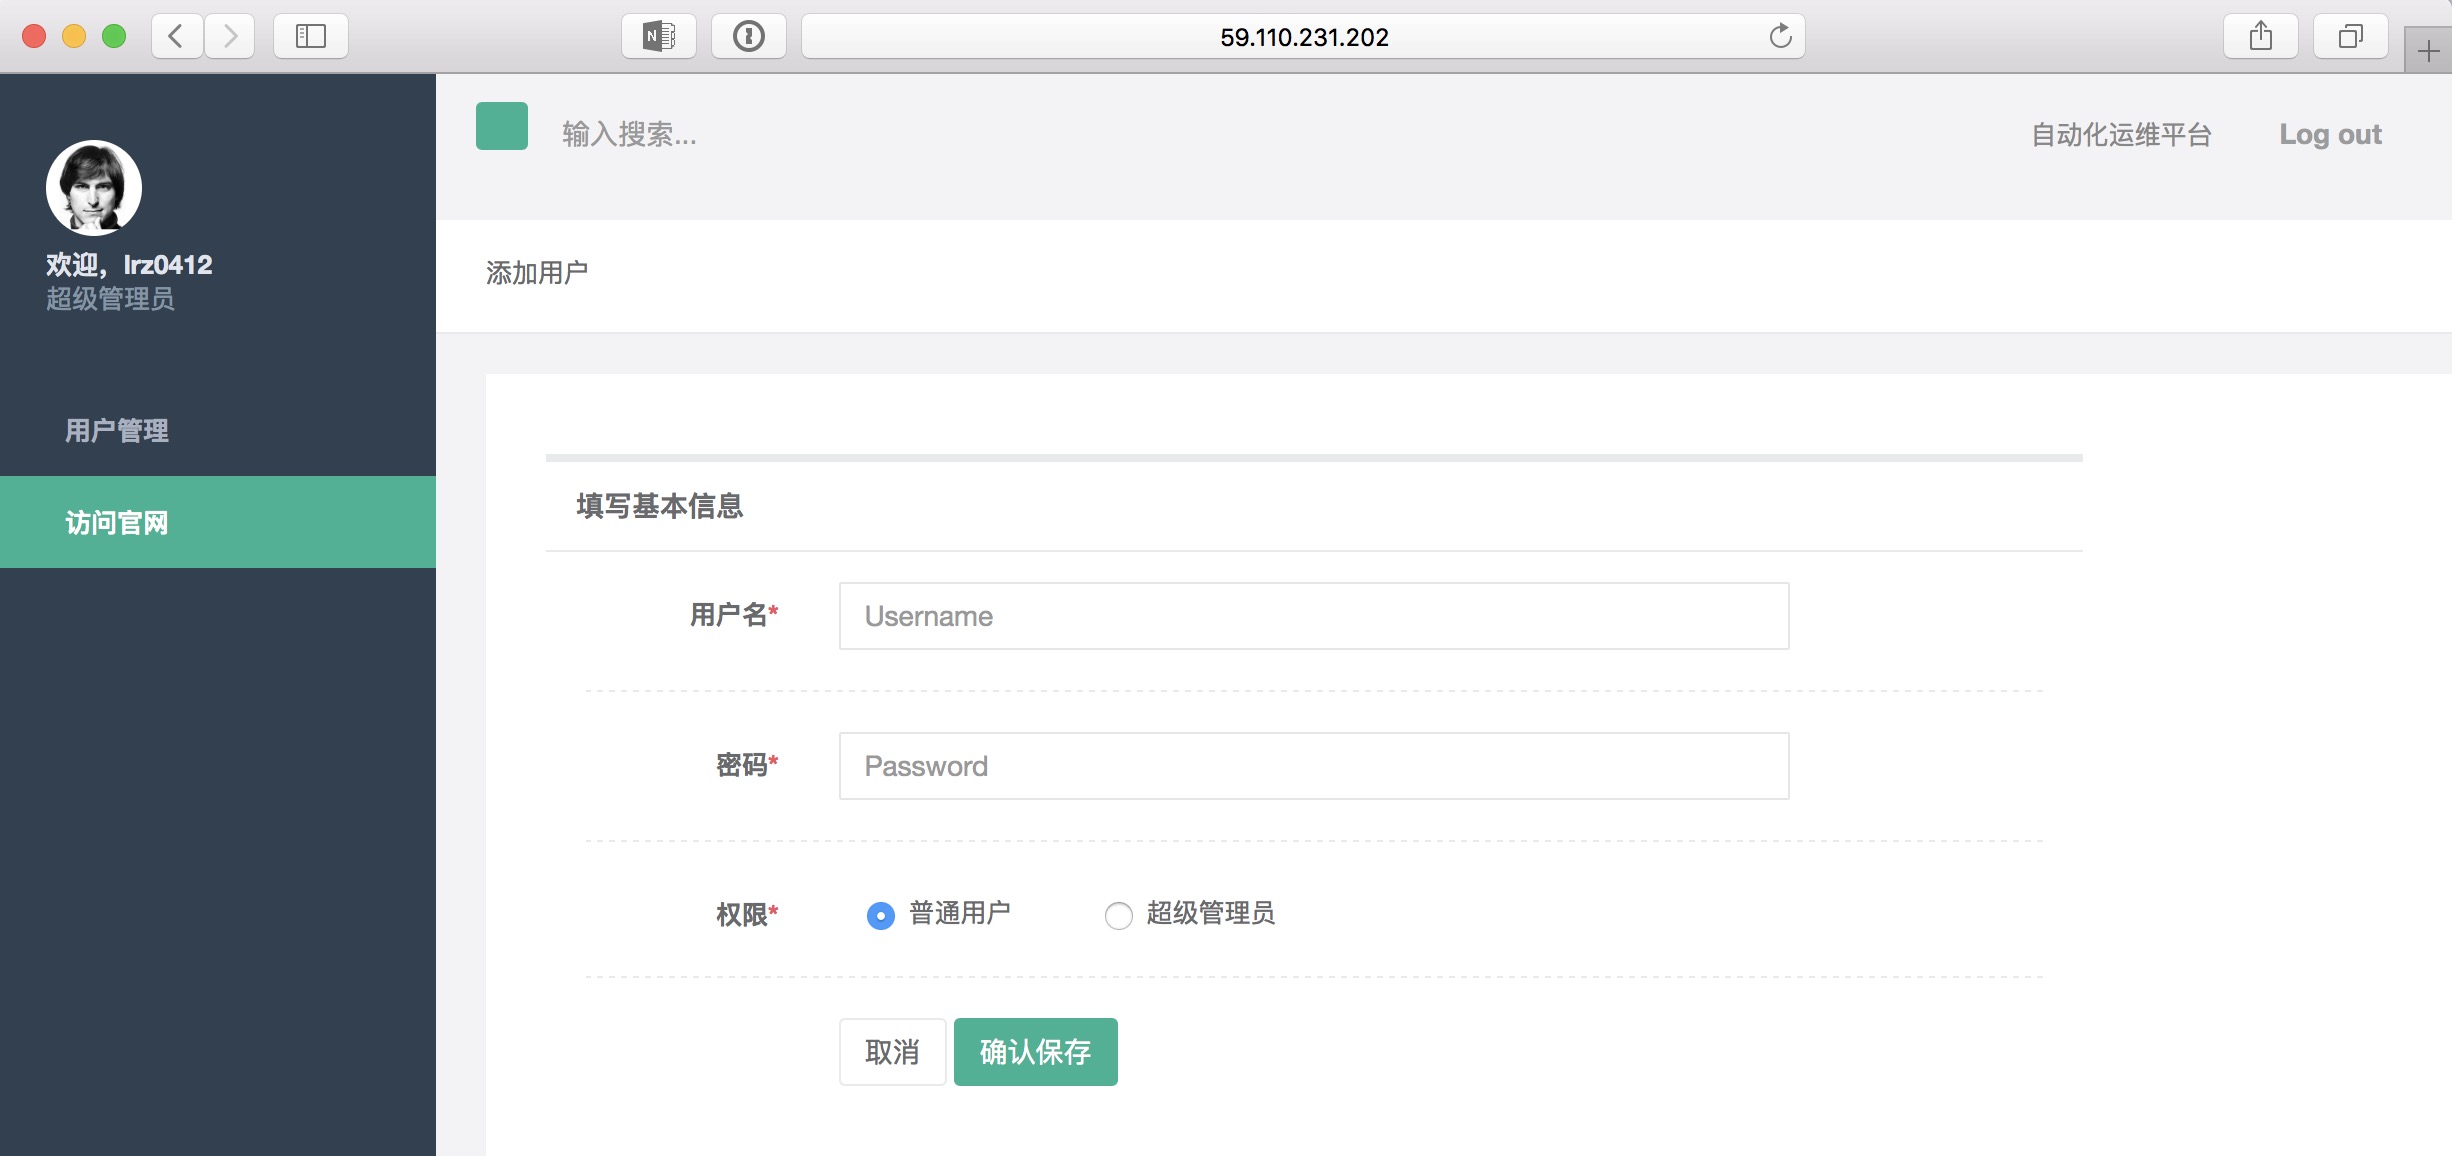 59.110.231.202
输入搜索...
自动化运维平台
Log out
欢迎，lrz0412
超级管理员
用户管理
访问官网
添加用户
填写基本信息
用户名*
Username
密码*
Password
权限*
普通用户
超级管理员
取消
确认保存